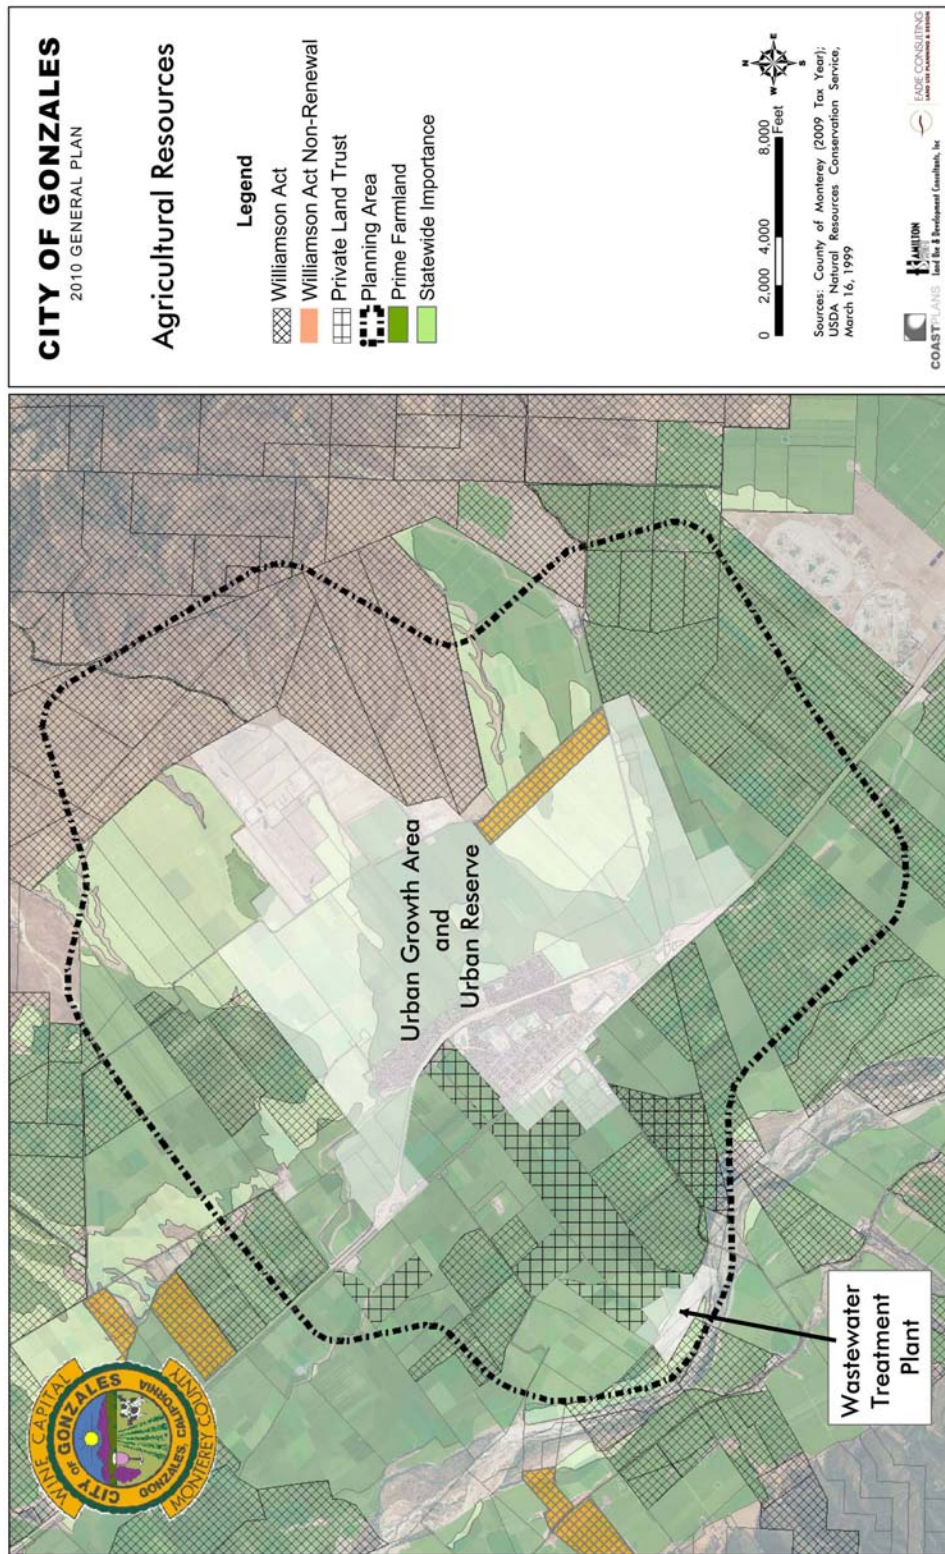 CITY OF GONZALES
2010 GENERAL PLAN
Agricultural Resources
Legend
Williamson Act
Williamson Act Non-Renewal
Private Land Trust
Planning Area
Prime Farmland
Statewide Importance
N
W
E
S
0
2,000
4,000
8,000
Feet
Sources: County of Monterey (2009 Tax Year);
USDA Natural Resources Conservation Service,
March 16, 1999
COASTPLANS
HAMILTON
Land Use & Development Consultants, Inc
EADIE CONSULTING
LAND USE PLANNING & DESIGN
Urban Growth Area
and
Urban Reserve
Wastewater
Treatment
Plant
WINE CAPITAL
CITY OF GONZALES
GONZALES, CALIFORNIA
MONTEREY COUNTY